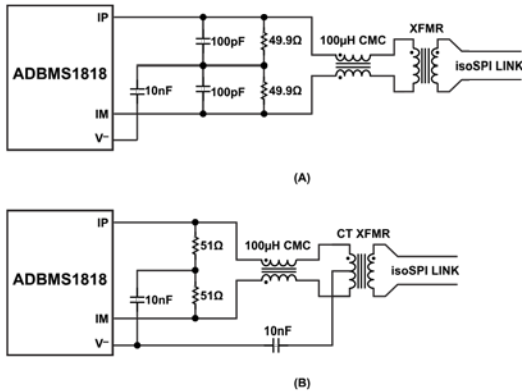 IP
100µH CMC
XFMR
100pF
49.9Ω
ADBMS1818
10nF
100pF
49.9Ω
isoSPI LINK
IM
V–
(A)
IP
100µH CMC
CT XFMR
51Ω
ADBMS1818
10nF
51Ω
isoSPI LINK
IM
10nF
V–
(B)